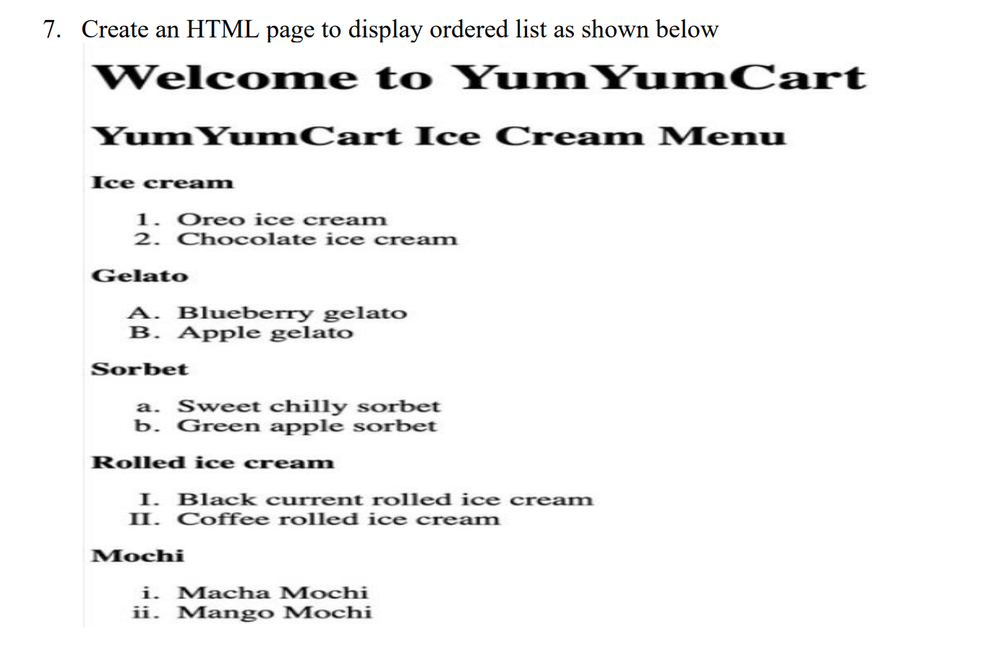 7. Create an HTML page to display ordered list as shown below
Welcome to YumYumCart
YumYumCart Ice Cream Menu
Ice cream
1. Oreo ice cream
2. Chocolate ice cream
Gelato
A. Blueberry gelato
B. Apple gelato
Sorbet
a. Sweet chilly sorbet
b. Green apple sorbet
Rolled ice cream
I. Black current rolled ice cream
II. Coffee rolled ice cream
Mochi
i. Macha Mochi
ii. Mango Mochi